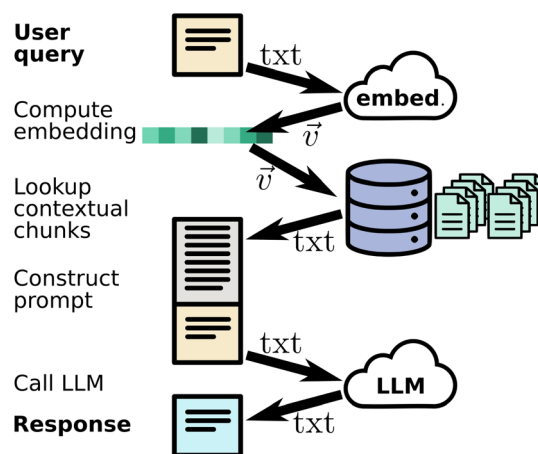 User
query
txt
embed.
Compute
embedding
v⃗
v⃗
Lookup
contextual
chunks
txt
Construct
prompt
txt
Call LLM
LLM
Response
txt